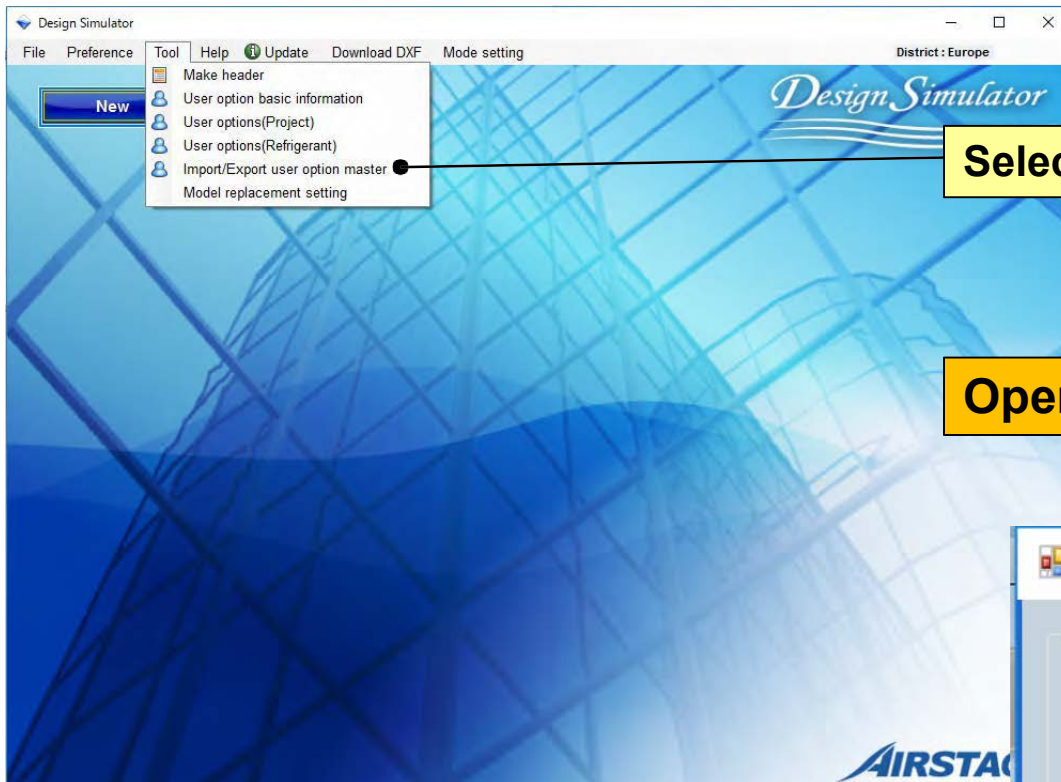 Design Simulator
File Preference Tool Help Update Download DXF Mode setting District : Europe
Make header
User option basic information
User options(Project)
User options(Refrigerant)
Import/Export user option master
Model replacement setting
New
Design Simulator
Selec
Oper
AIRSTAG